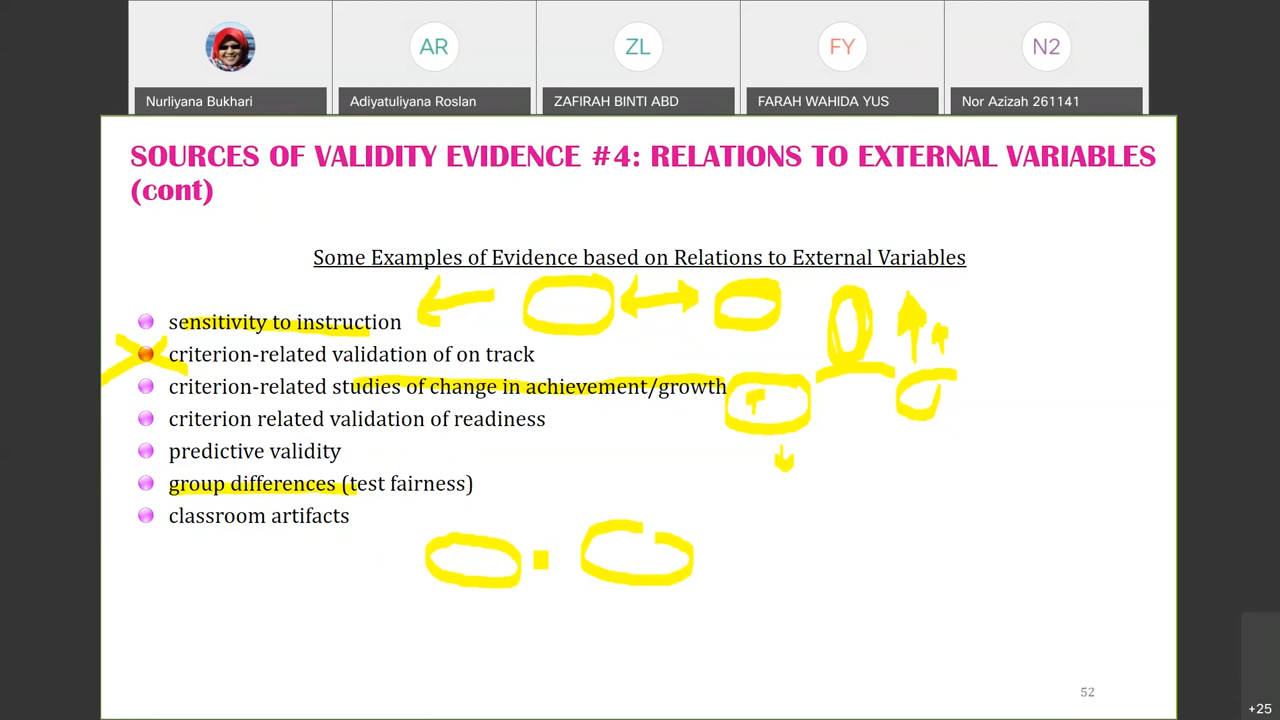 AR
ZL
FY
N2
Nurliyana Bukhari
Adiyatuliyana Roslan
ZAFIRAH BINTI ABD
FARAH WAHIDA YUS
Nor Azizah 261141
SOURCES OF VALIDITY EVIDENCE #4: RELATIONS TO EXTERNAL VARIABLES
(cont)
Some Examples of Evidence based on Relations to External Variables
sensitivity to instruction
criterion-related validation of on track
criterion-related studies of change in achievement/growth
criterion related validation of readiness
predictive validity
group differences (test fairness)
classroom artifacts
52
+25